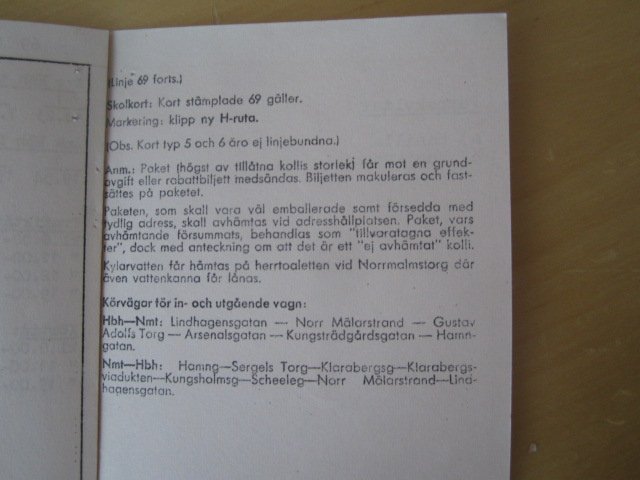 (Linje 69 forts.)
Skolkort: Kort stämplade 69 gäller.
Markering: klipp ny H-ruta.
(Obs. Kort typ 5 och 6 äro ej linjebundna.)
Anm.: Paket (högst av tillåtna kollis storlek) får mot en grund-
avgift eller rabattbiljett medsändas. Biljetten makuleras och fast-
sättes på paketet.
Paketen, som skall vara väl emballerade samt försedda med
tydlig adress, skall avhämtas vid adresshållplatsen. Paket, vars
avhämtande försummats, behandlas som "tillvaratagna effek-
ter", dock med anteckning om att det är ett "ej avhämtat" kolli.
Kylarvatten får hämtas på herrtoaletten vid Norrmalmstorg där
även vattenkanna får lånas.
Körvägar för in- och utgående vagn:
Hbh—Nmt: Lindhagensgatan — Norr Mälarstrand — Gustav
Adolfs Torg — Arsenalsgatan — Kungsträdgårdsgatan — Hamn-
gatan.
Nmt—Hbh: Hamng—Sergels Torg—Klarabergsg—Klarabergs-
viadukten—Kungsholmsg—Scheeleg—Norr Mälarstrand—Lind-
hagensgatan.